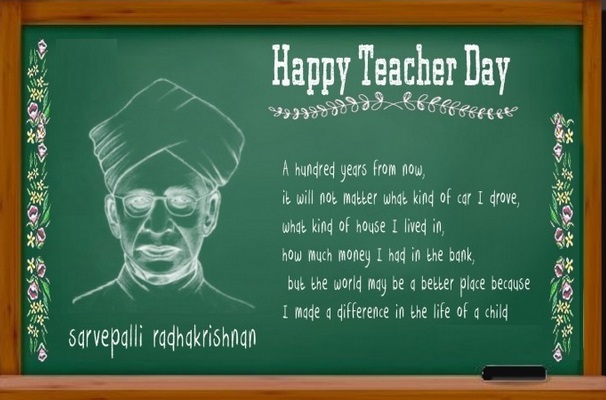 Happy Teacher Day
A hundred years from now,
it will not matter what kind of car I drove,
what kind of house I lived in,
how much money I had in the bank,
but the world may be a better place because
I made a difference in the life of a child
sarvepalli radhakrishnan